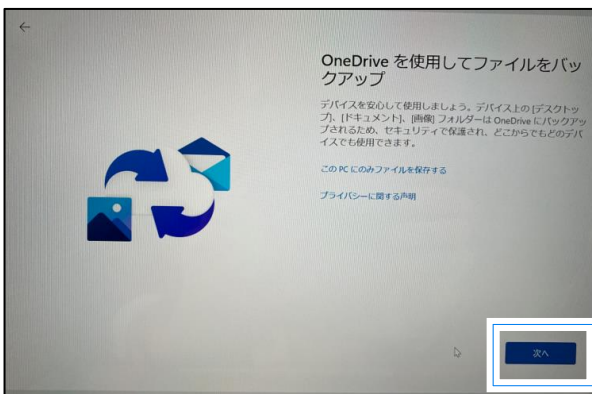 OneDrive を使用してファイルをバッ
クアップ
デバイスを安心して使用しましょう。デバイス上の [デスクトッ
プ]、[ドキュメント]、[画像] フォルダーは OneDrive にバックアッ
プされるため、セキュリティで保護され、どこからでもどのデバ
イスでも使用できます。
この PC にのみファイルを保存する
プライバシーに関する声明
次へ